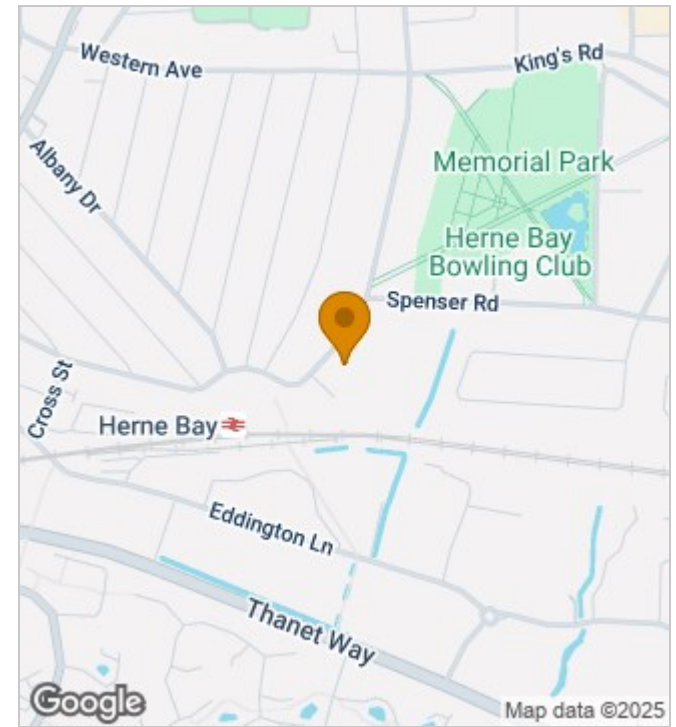 Western Ave
King's Rd
Albany Dr
Memorial Park
Herne Bay
Bowling Club
Spenser Rd
Cross St
Herne Bay
Eddington Ln
Thanet Way
Google
Map data ©2025